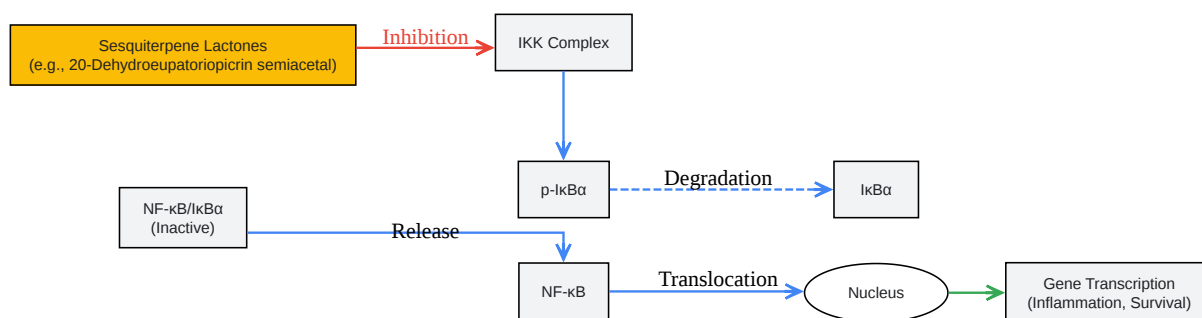 Sesquiterpene Lactones
(e.g., 20-Dehydroeupatoriopicrin semiacetal)
Inhibition
IKK Complex
p-IκBα
Degradation
IκBα
NF-κB/IκBα
(Inactive)
Release
NF-κB
Translocation
Nucleus
Gene Transcription
(Inflammation, Survival)